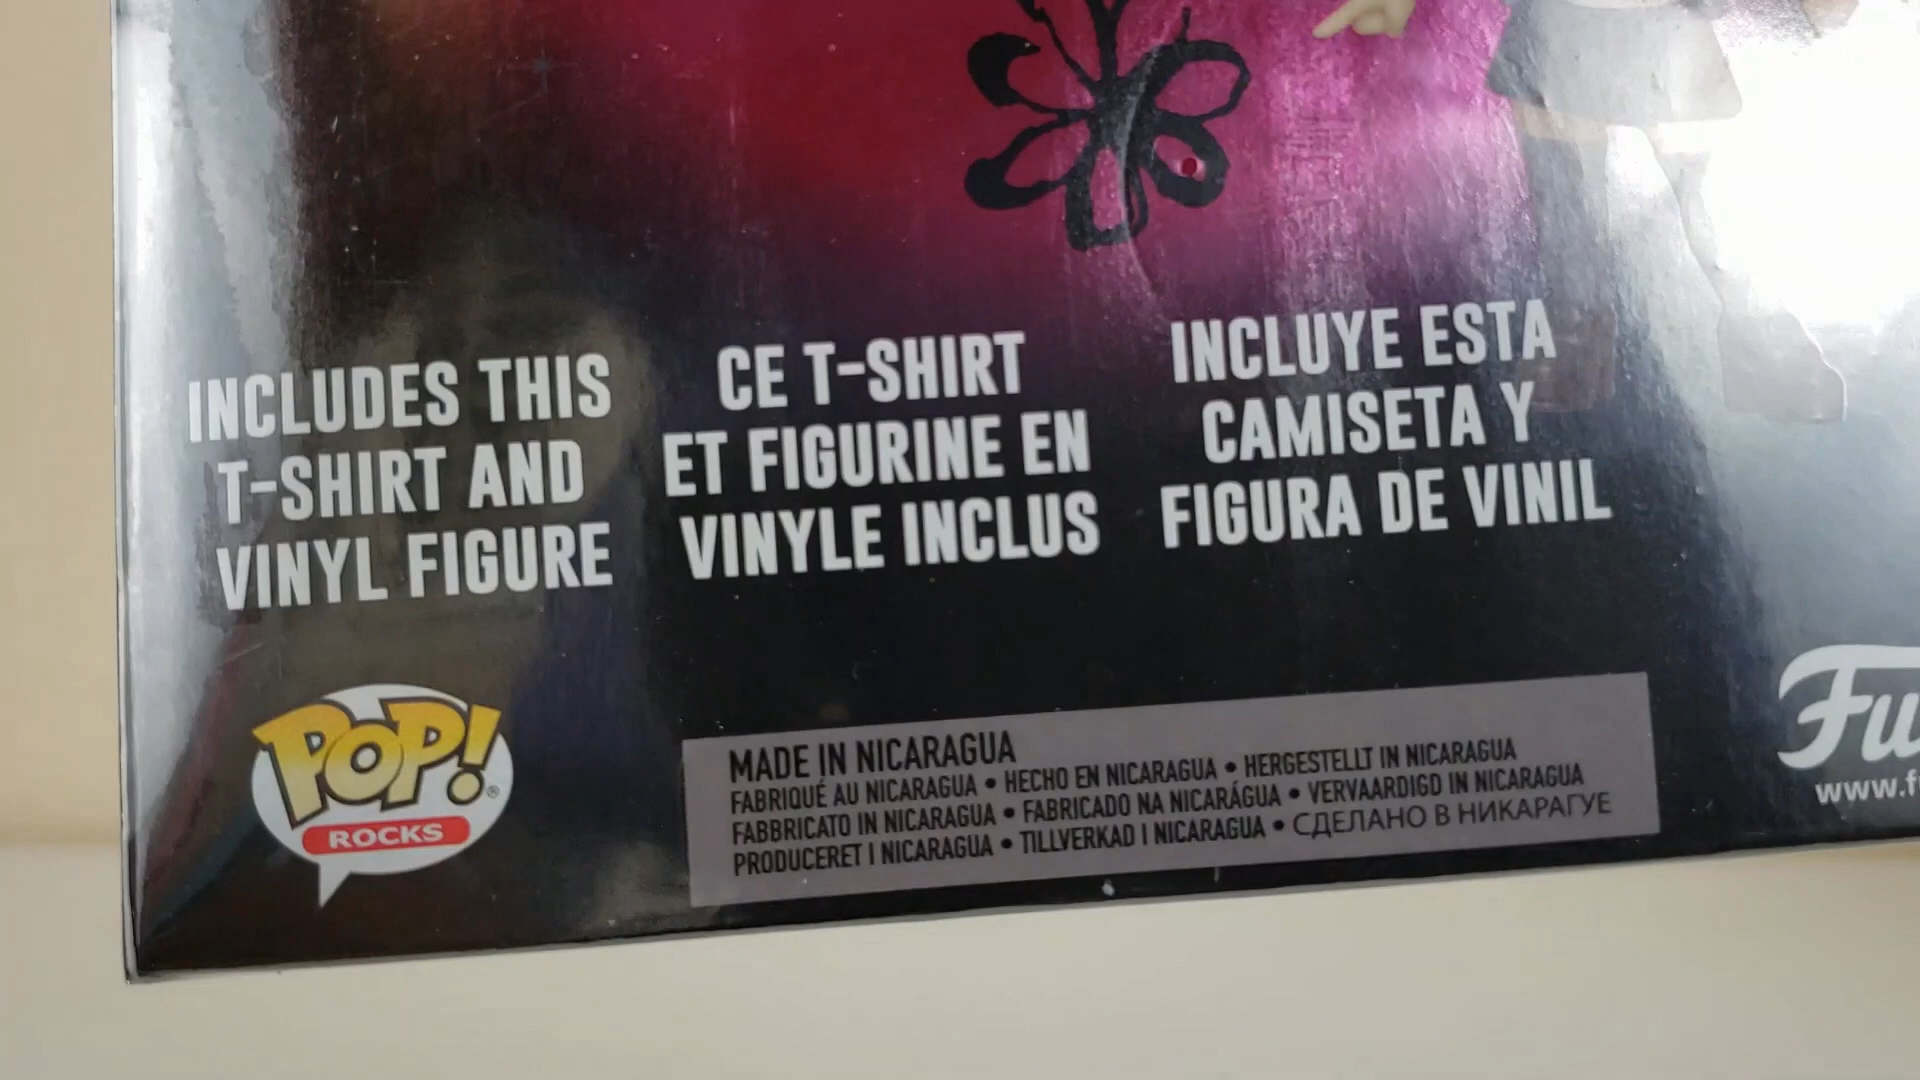 INCLUDES THIS
T-SHIRT AND
VINYL FIGURE
CE T-SHIRT
ET FIGURINE EN
VINYLE INCLUS
INCLUYE ESTA
CAMISETA Y
FIGURA DE VINIL
POP!®
ROCKS
MADE IN NICARAGUA
FABRIQUÉ AU NICARAGUA • HECHO EN NICARAGUA • HERGESTELLT IN NICARAGUA
FABBRICATO IN NICARAGUA • FABRICADO NA NICARÁGUA • VERVAARDIGD IN NICARAGUA
PRODUCERET I NICARAGUA • TILLVERKAD I NICARAGUA • СДЕЛАНО В НИКАРАГУЕ
Fu
www.f